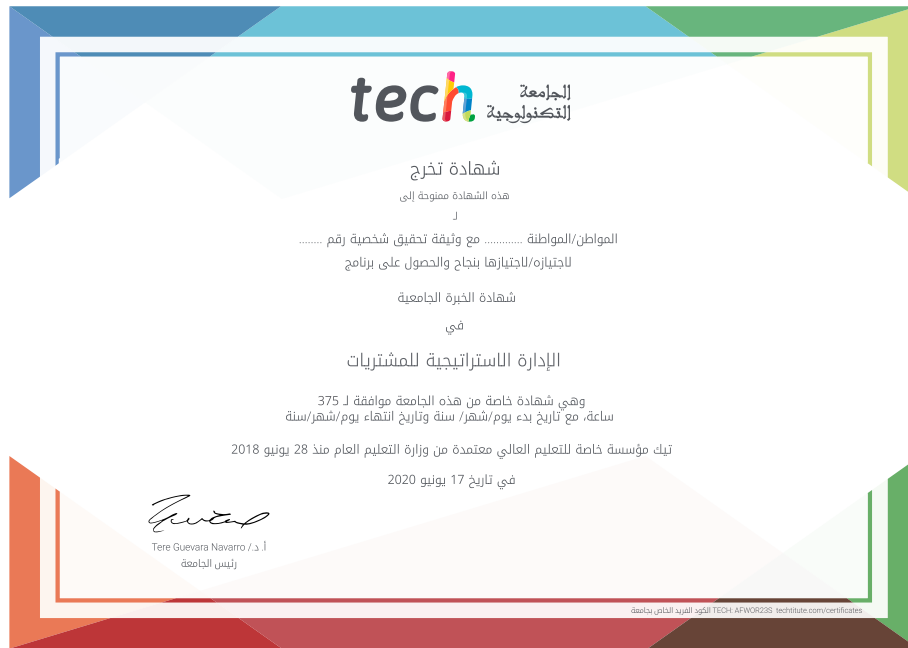 tech الجامعة
التكنولوجية
شهادة تخرج
هذه الشهادة ممنوحة إلى
لـ
المواطن/المواطنة ............. مع وثيقة تحقيق شخصية رقم ........
لاجتيازه/لاجتيازها بنجاح والحصول على برنامج
شهادة الخبرة الجامعية
في
الإدارة الاستراتيجية للمشتريات
وهي شهادة خاصة من هذه الجامعة موافقة لـ 375
ساعة، مع تاريخ بدء يوم/شهر/ سنة وتاريخ انتهاء يوم/شهر/سنة
تيك مؤسسة خاصة للتعليم العالي معتمدة من وزارة التعليم العام منذ 28 يونيو 2018
في تاريخ 17 يونيو 2020
أ. د./ Tere Guevara Navarro
رئيس الجامعة
الكود الفريد الخاص بجامعة TECH: AFWOR23S techtitute.com/certificates